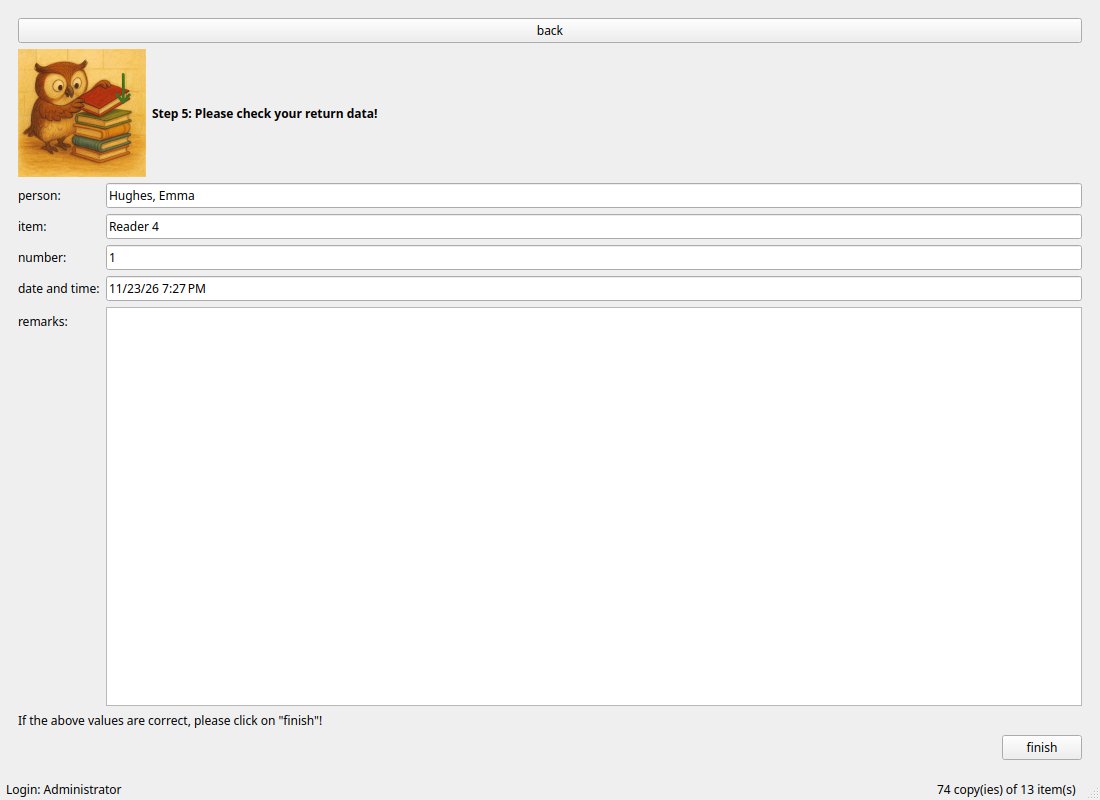 back
Step 5: Please check your return data!
person: Hughes, Emma
item: Reader 4
number: 1
date and time: 11/23/26 7:27 PM
remarks:
If the above values are correct, please click on "finish"!
finish
Login: Administrator 74 copy(ies) of 13 item(s)